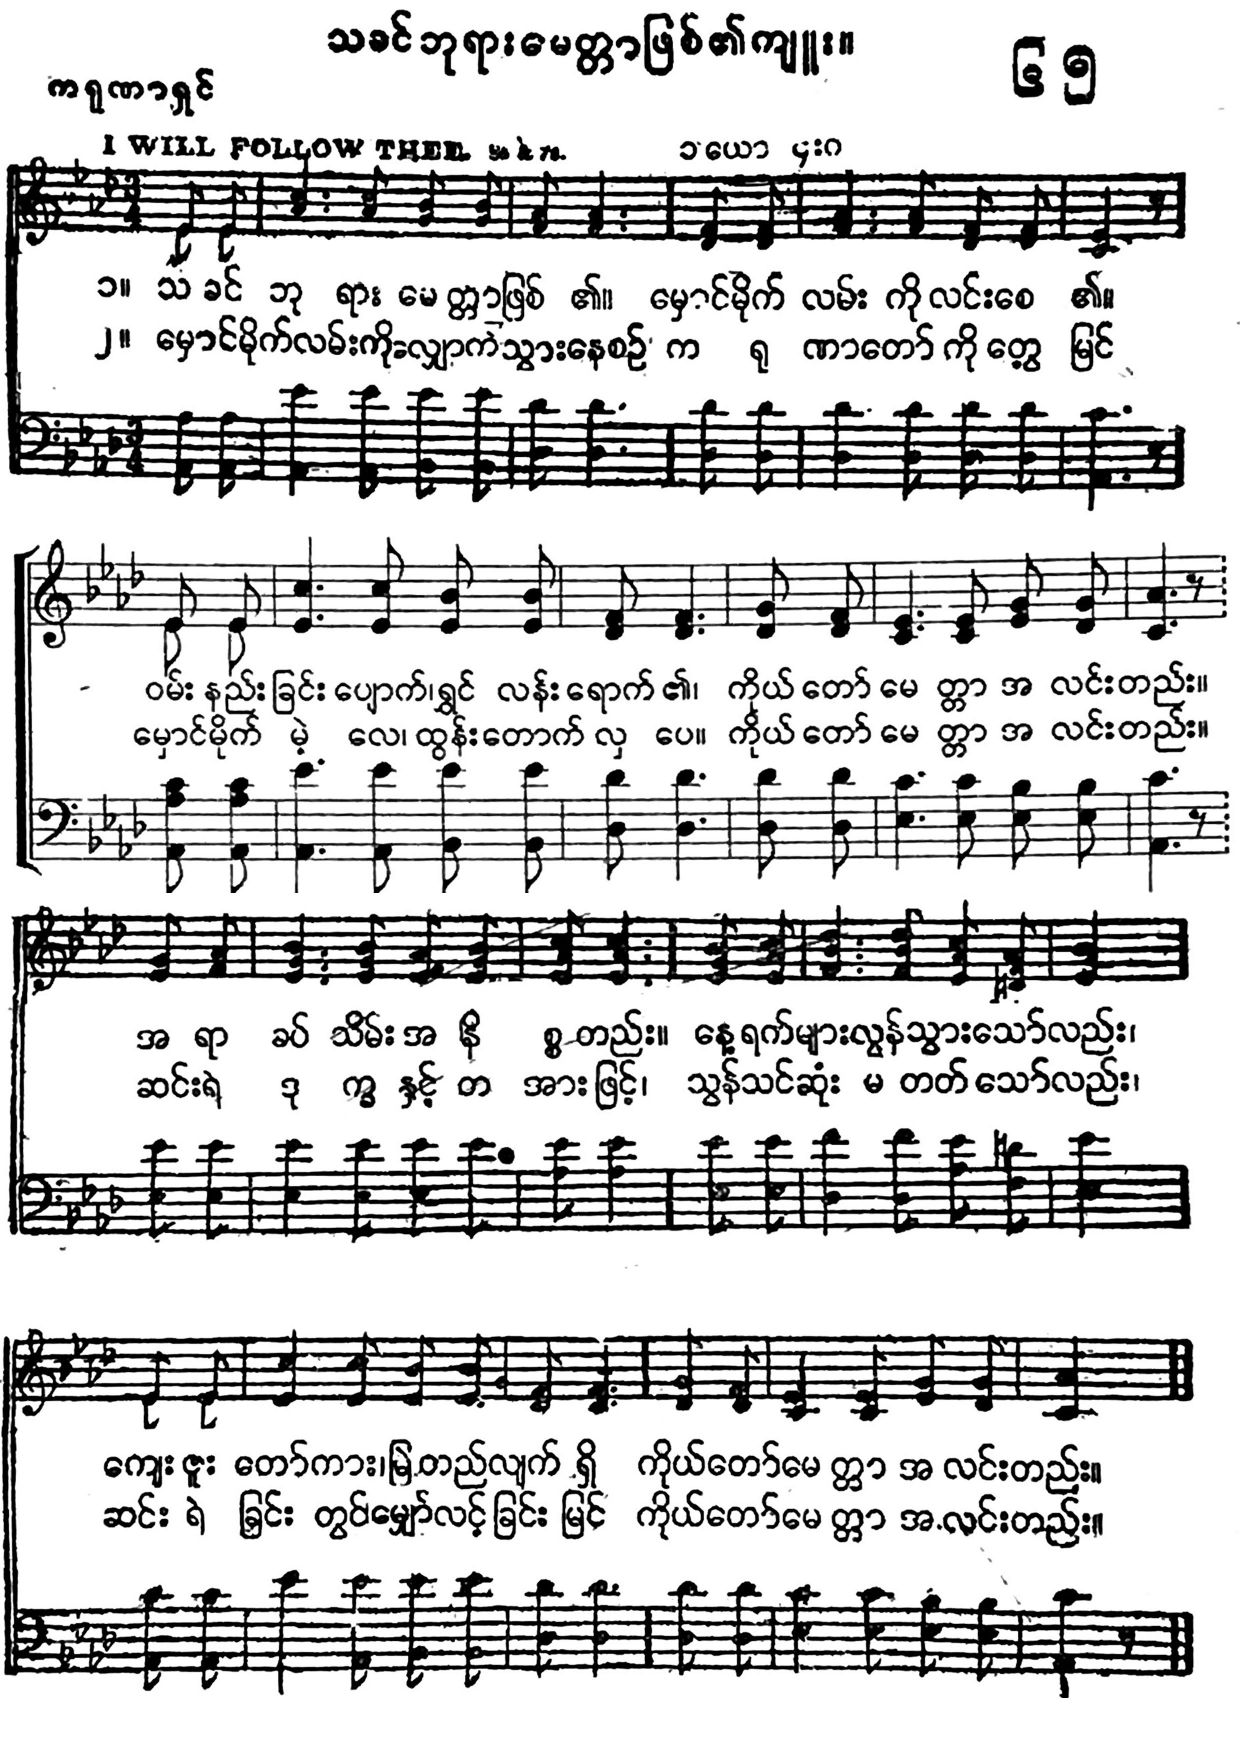 သခင်ဘုရားမေတ္တာဖြစ်၏ကျူး။
၆၅
ကရုဏာရှင်
I WILL FOLLOW THEE. 8s & 7s.
၁ယော ၄း၈
၁။ သခင် ဘု ရား မေတ္တာဖြစ် ၏။ မှောင်မိုက် လမ်း ကို လင်းစေ ၏။
၂။ မှောင်မိုက်လမ်းကိုလျှောက်သွားနေစဉ် က ရု ဏာတော် ကို တွေ့ မြင်
ဝမ်း နည်း ခြင်း ပျောက်၊ရွှင် လန်း ရောက် ၏၊ ကိုယ် တော် မေ တ္တာ အ လင်းတည်း။
မှောင်မိုက် မဲ့ လေ၊ ထွန်းတောက် လှ ပေ။ ကိုယ် တော် မေ တ္တာ အ လင်းတည်း။
အ ရာ ခပ် သိမ်း အ နိ စ္စ တည်း။ နေ့ရက်များလွန်သွားသော်လည်း၊
ဆင်းရဲ ဒု က္ခ နှင့် တ အား ဖြင့်၊ သွန်သင်ဆုံး မ တတ် သော်လည်း၊
ကျေး ဇူး တော်ကား၊မြဲတည်လျက် ရှိ ကိုယ်တော်မေ တ္တာ အ လင်းတည်း။
ဆင်း ရဲ ခြင်း တွင်မျှော်လင့် ခြင်း မြင် ကိုယ်တော်မေ တ္တာ အ လင်းတည်း။